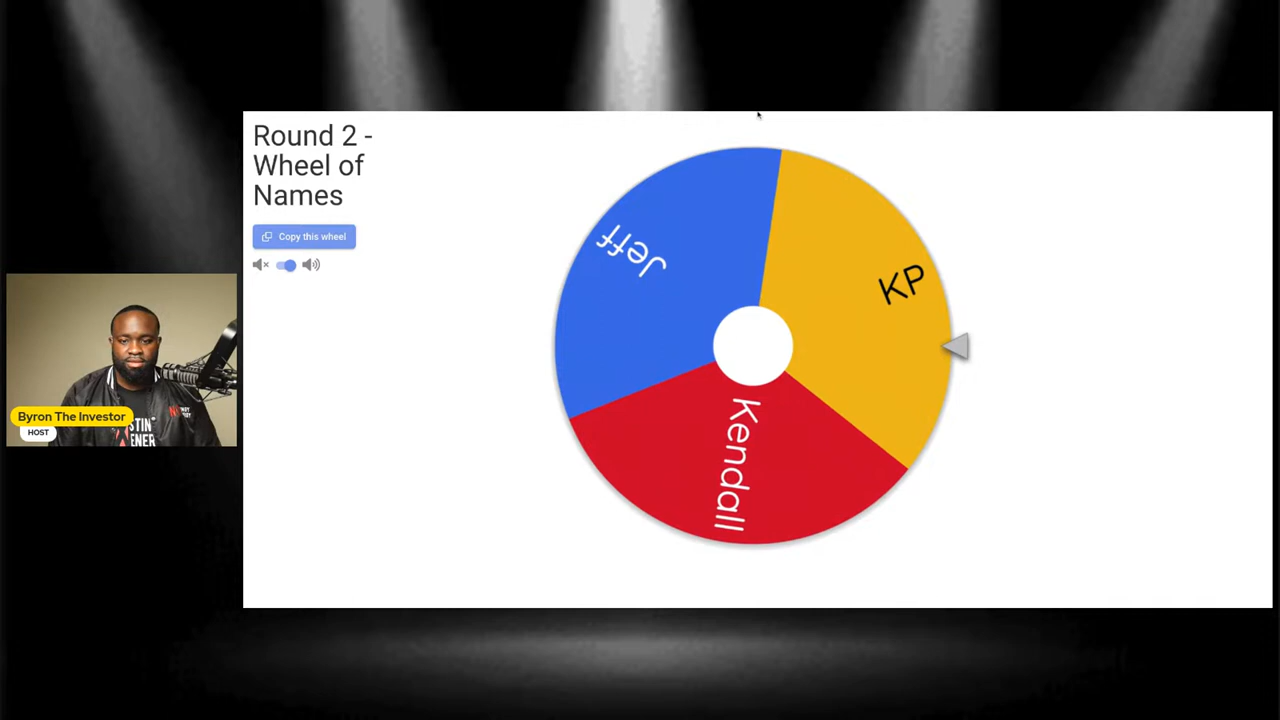 Round 2 -
Wheel of
Names
Copy this wheel
Jeff
KP
Kendall
Byron The Investor
HOST